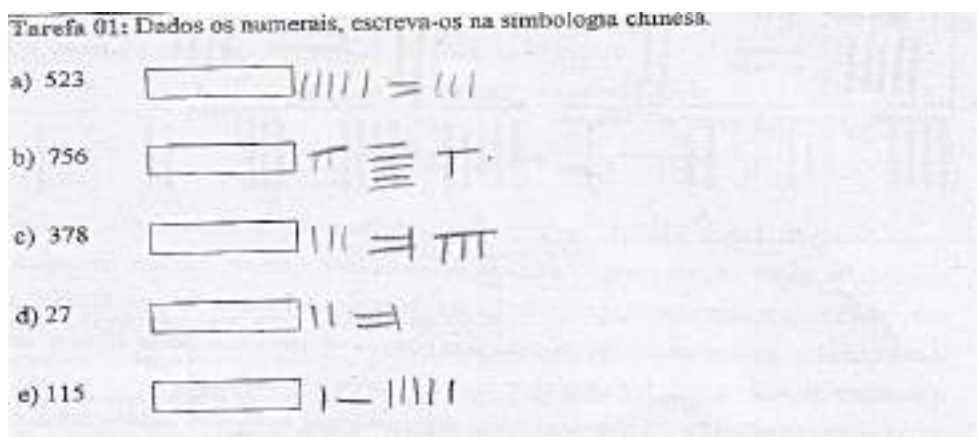 Tarefa 01: Dados os numerais, escreva-os na simbologia chinesa.
a) 523 ||||| = |||
b) 756
c) 378
d) 27
e) 115 | — |||||